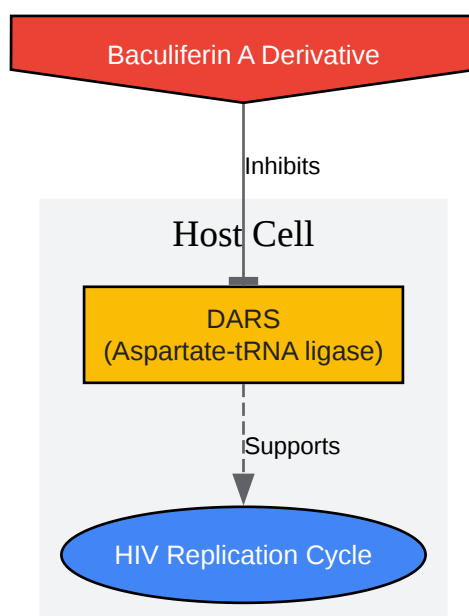 Baculiferin A Derivative
Inhibits
Host Cell
DARS
(Aspartate-tRNA ligase)
Supports
HIV Replication Cycle